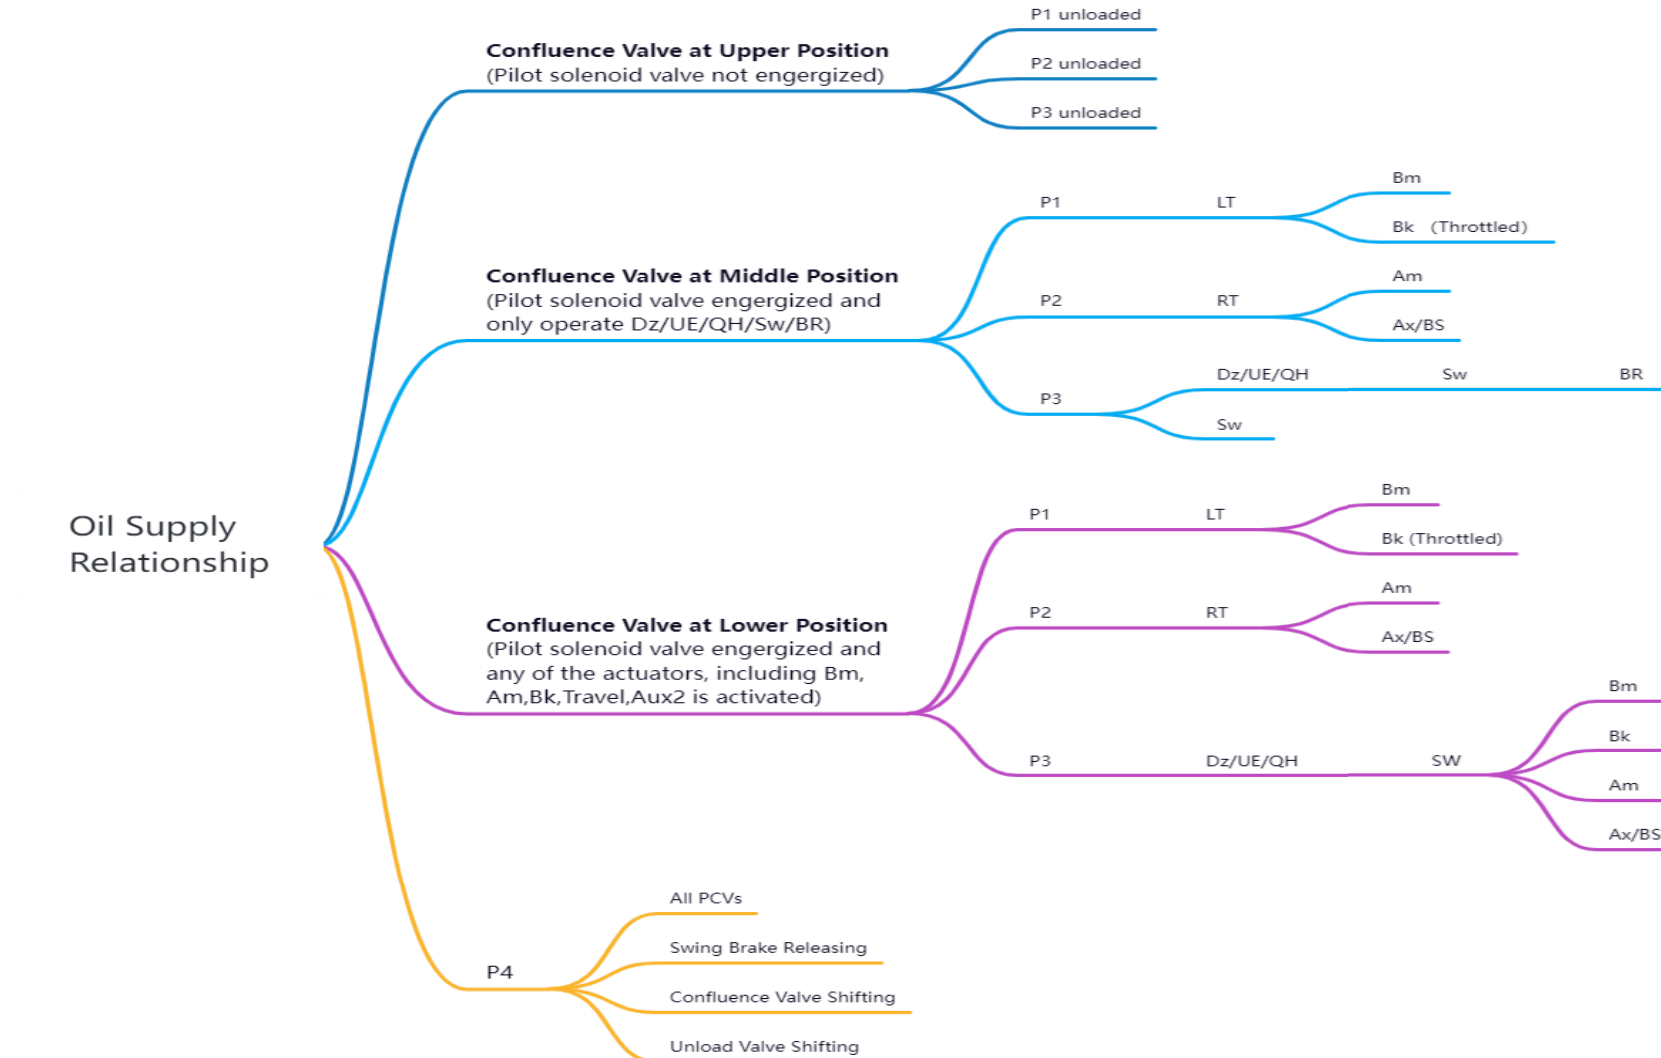 Oil Supply
Relationship
Confluence Valve at Upper Position
(Pilot solenoid valve not engergized)
P1 unloaded
P2 unloaded
P3 unloaded
Confluence Valve at Middle Position
(Pilot solenoid valve engergized and
only operate Dz/UE/QH/Sw/BR)
P1
LT
Bm
Bk (Throttled)
P2
RT
Am
Ax/BS
P3
Dz/UE/QH
Sw
BR
Sw
Confluence Valve at Lower Position
(Pilot solenoid valve engergized and
any of the actuators, including Bm,
Am,Bk,Travel,Aux2 is activated)
P1
LT
Bm
Bk (Throttled)
P2
RT
Am
Ax/BS
P3
Dz/UE/QH
SW
Bm
Bk
Am
Ax/BS
P4
All PCVs
Swing Brake Releasing
Confluence Valve Shifting
Unload Valve Shifting